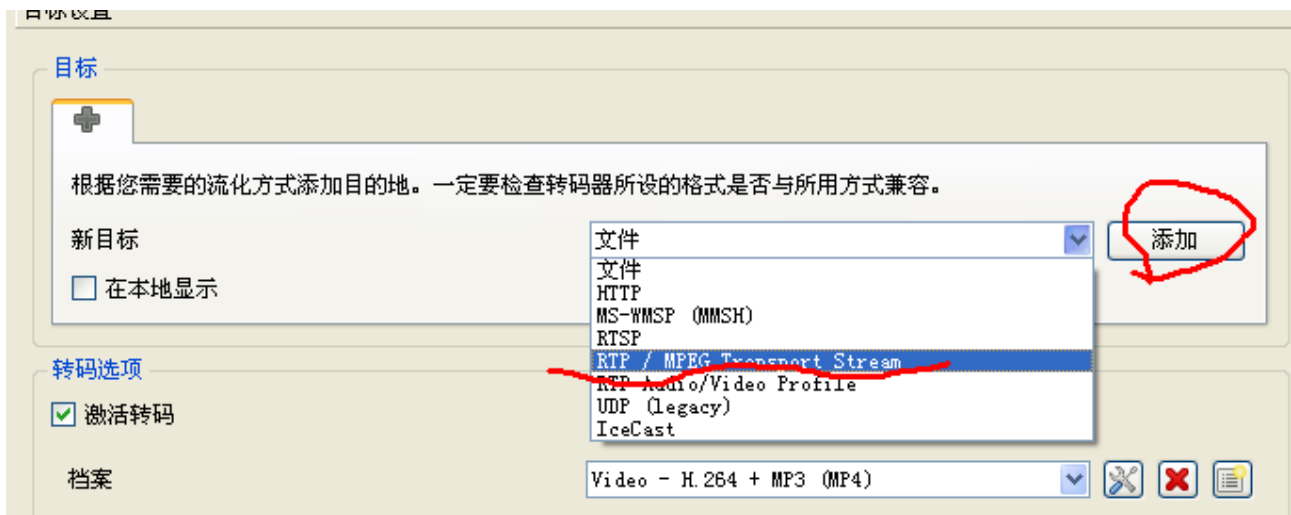 目标设置
目标
根据您需要的流化方式添加目的地。一定要检查转码器所设的格式是否与所用方式兼容。
新目标
文件
添加
在本地显示
文件
HTTP
MS-WMSP (MMSH)
RTSP
RTP / MPEG Transport Stream
RTP Audio/Video Profile
UDP (legacy)
IceCast
转码选项
激活转码
档案
Video - H.264 + MP3 (MP4)